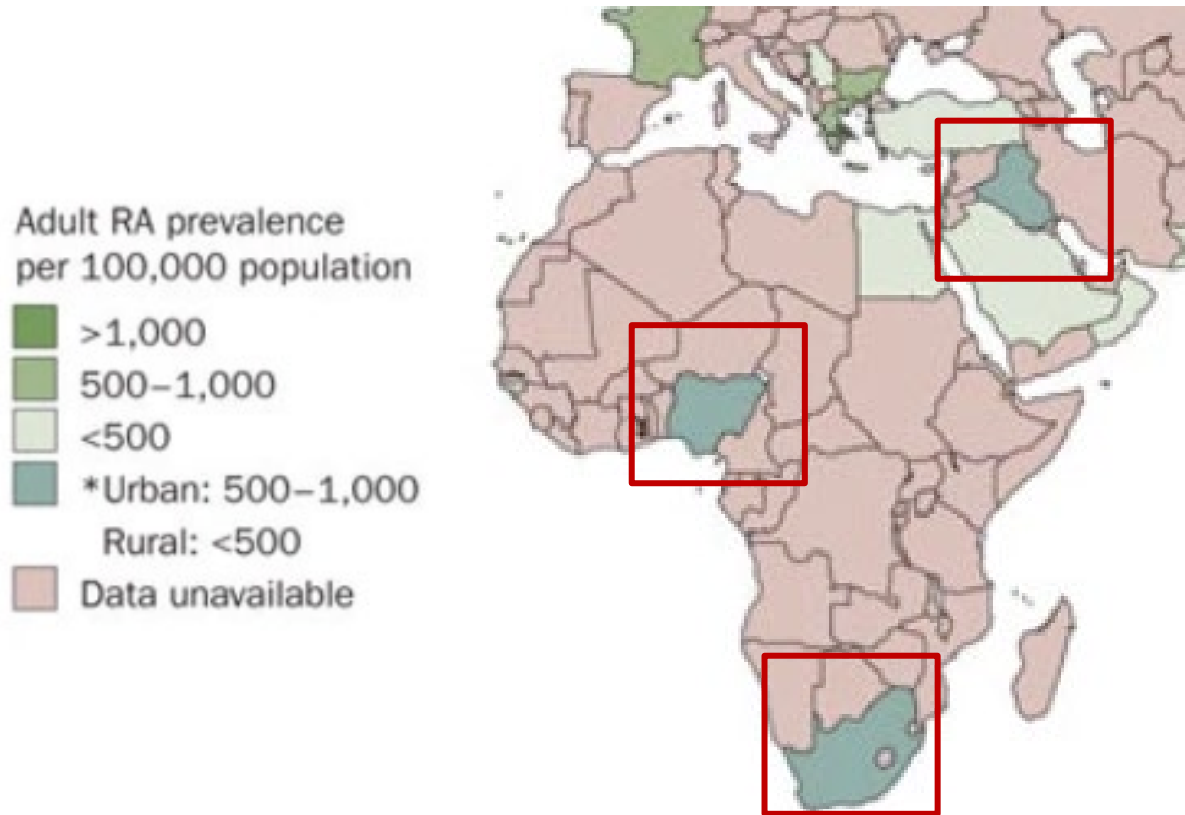 Adult RA prevalence
per 100,000 population
>1,000
500–1,000
<500
*Urban: 500–1,000
Rural: <500
Data unavailable